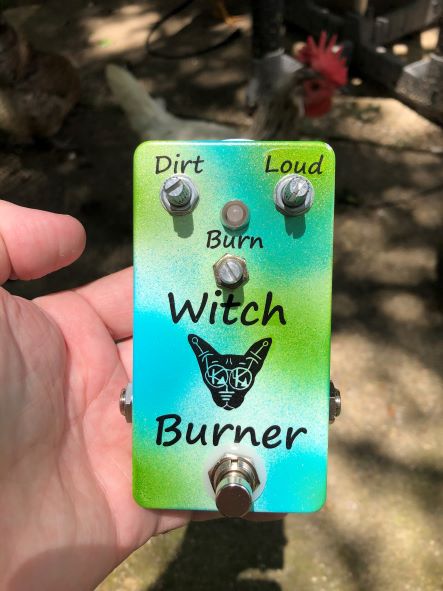 Dirt Loud
Burn
Witch
Burner